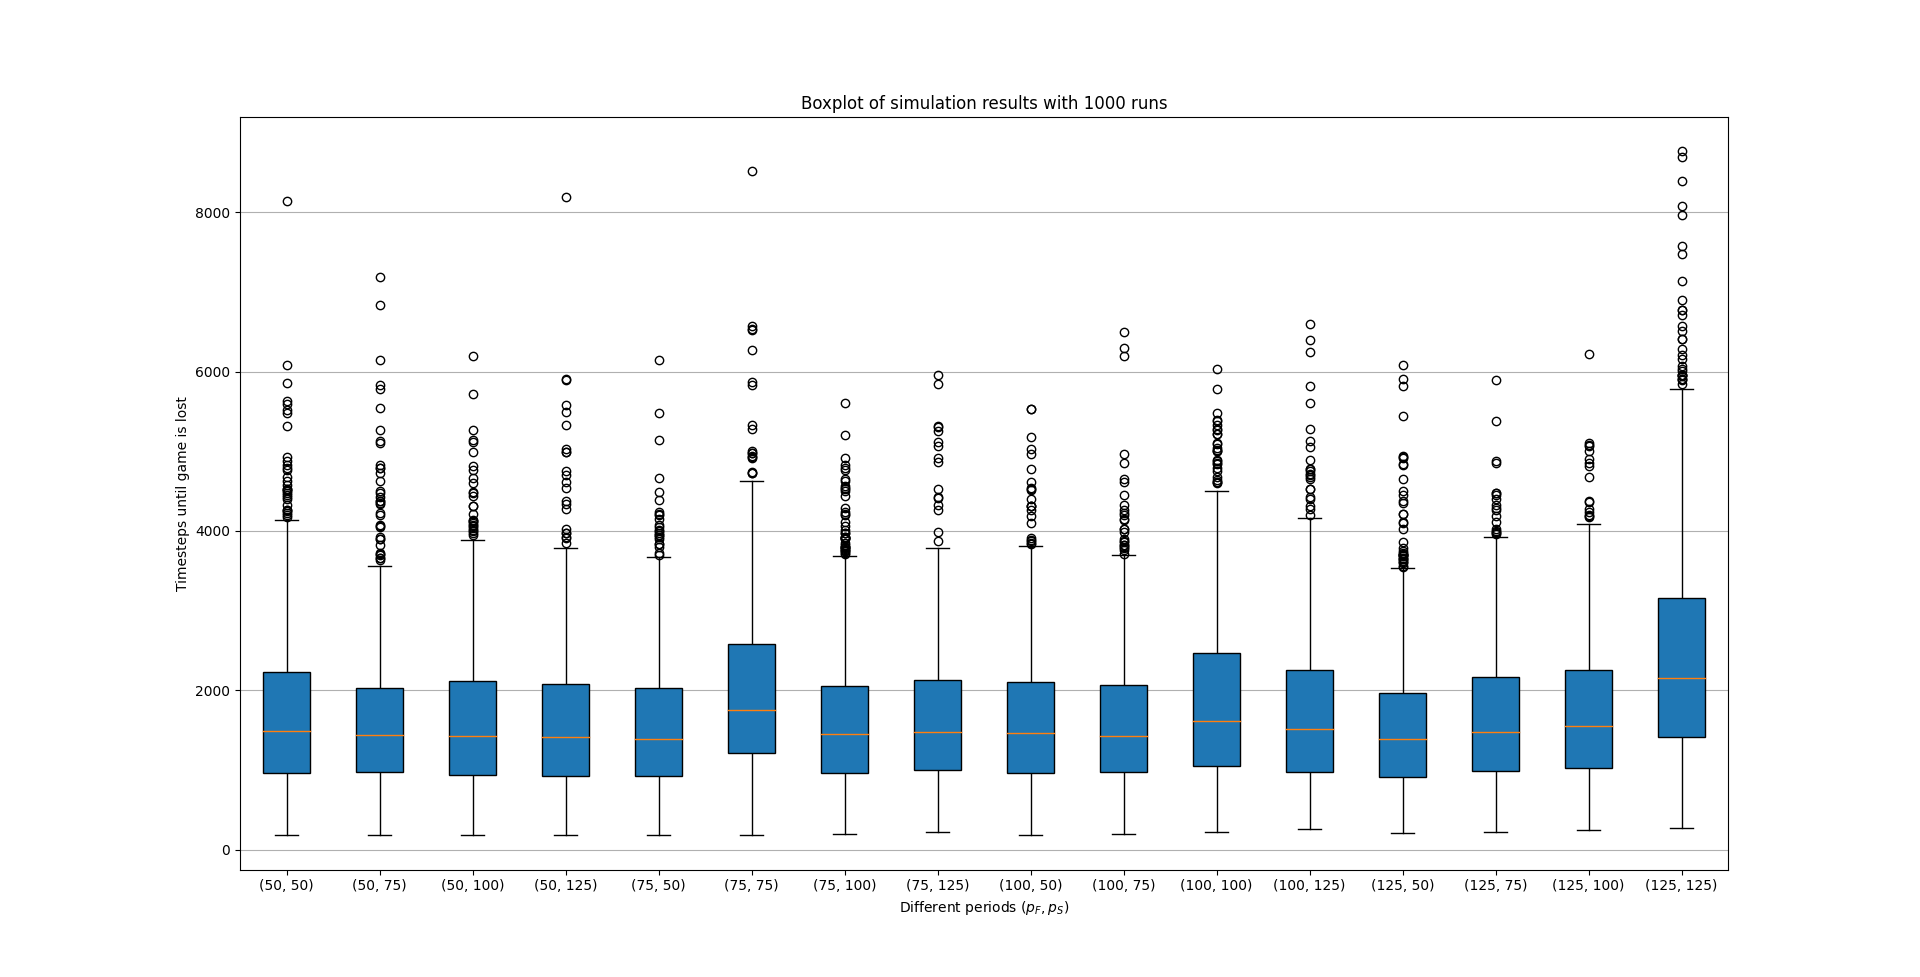 Boxplot of simulation results with 1000 runs
Timesteps until game is lost
8000
6000
4000
2000
0
(50, 50) (50, 75) (50, 100) (50, 125) (75, 50) (75, 75) (75, 100) (75, 125) (100, 50) (100, 75) (100, 100) (100, 125) (125, 50) (125, 75) (125, 100) (125, 125)
Different periods (p_F, p_S)